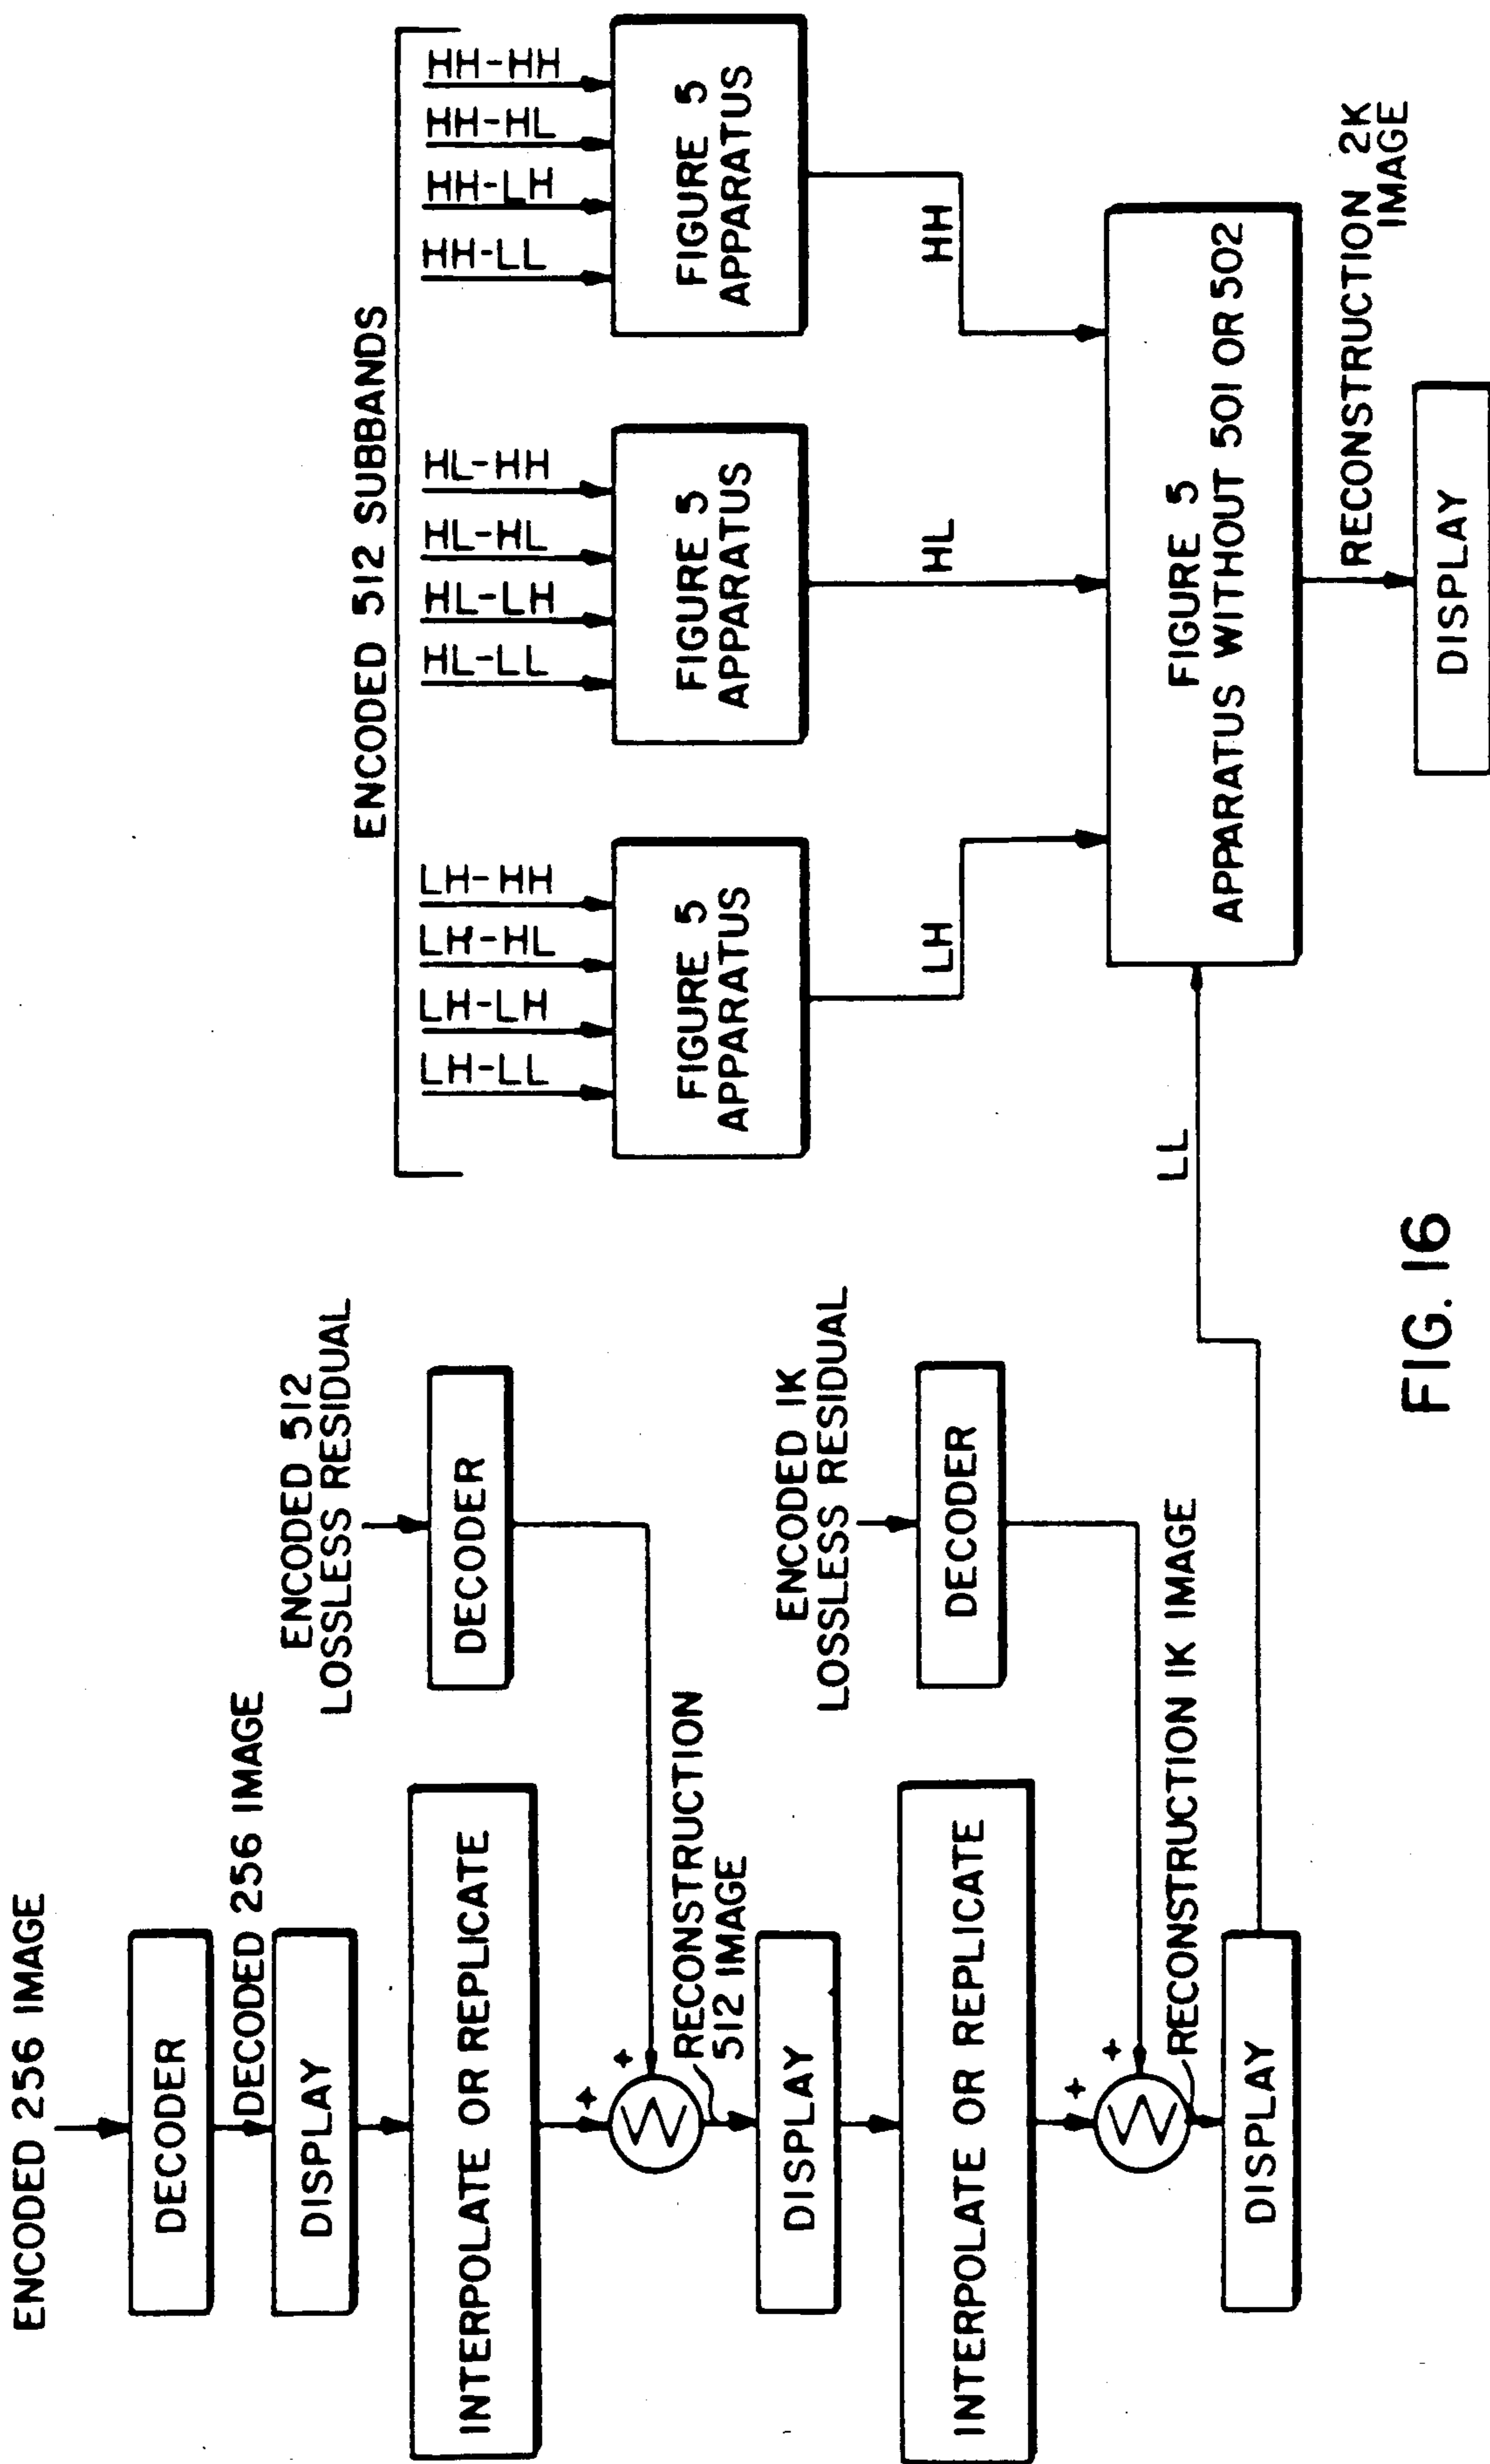 ENCODED 256 IMAGE
DECODER
DECODED 256 IMAGE
DISPLAY
ENCODED 512
LOSSLESS RESIDUAL
INTERPOLATE OR REPLICATE
DECODER
+
+
Σ
RECONSTRUCTION
512 IMAGE
DISPLAY
ENCODED 1K
LOSSLESS RESIDUAL
INTERPOLATE OR REPLICATE
DECODER
+
+
Σ
RECONSTRUCTION 1K IMAGE
DISPLAY
LL
ENCODED 512 SUBBANDS
LH-LL
LH-LH
LH-HL
LH-HH
HL-LL
HL-LH
HL-HL
HL-HH
HH-LL
HH-LH
HH-HL
HH-HH
FIGURE 5
APPARATUS
FIGURE 5
APPARATUS
FIGURE 5
APPARATUS
LH
HL
HH
FIGURE 5
APPARATUS WITHOUT 501 OR 502
RECONSTRUCTION 2K
IMAGE
DISPLAY
FIG. 16